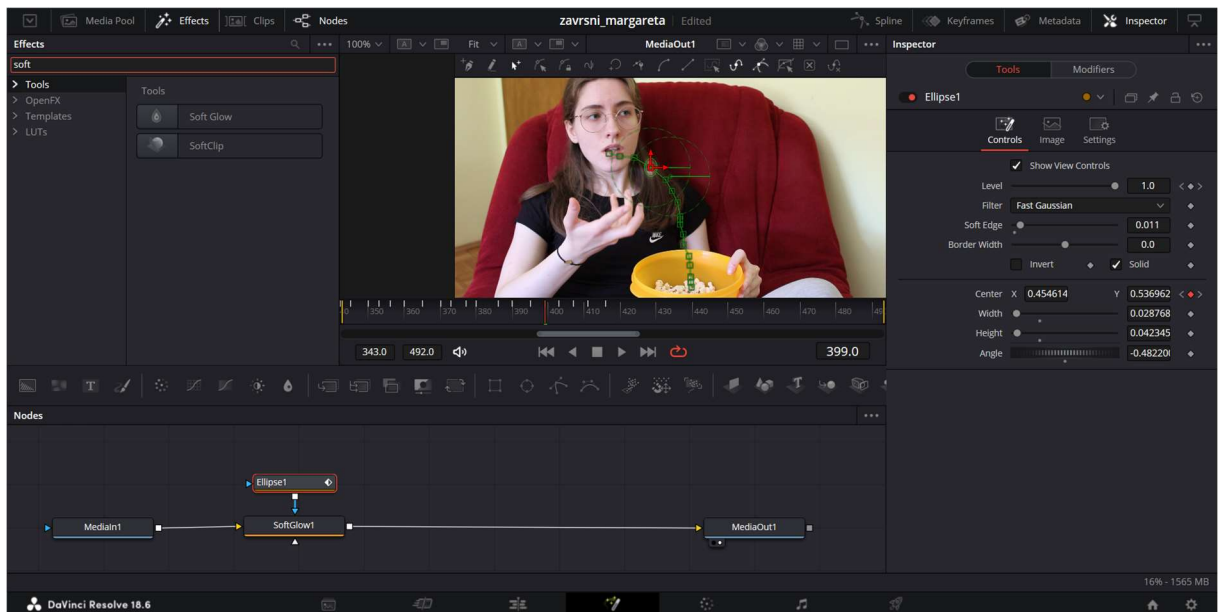 Media Pool Effects Clips Nodes zavrsni_margareta Edited Spline Keyframes Metadata Inspector
Effects 100% Fit MediaOut1 Inspector
soft
Tools
OpenFX
Templates
LUTs
Tools
Soft Glow
SoftClip
350 360 370 380 390 400 410 420 430 440 450 460 470 480
343.0 492.0 399.0
Tools Modifiers
Ellipse1
Controls Image Settings
Show View Controls
Level 1.0
Filter Fast Gaussian
Soft Edge 0.011
Border Width 0.0
Invert Solid
Center X 0.454614 Y 0.536962
Width 0.028768
Height 0.042345
Angle -0.48220
T
Nodes
Ellipse1
MediaIn1 SoftGlow1 MediaOut1
16% - 1565 MB
DaVinci Resolve 18.6